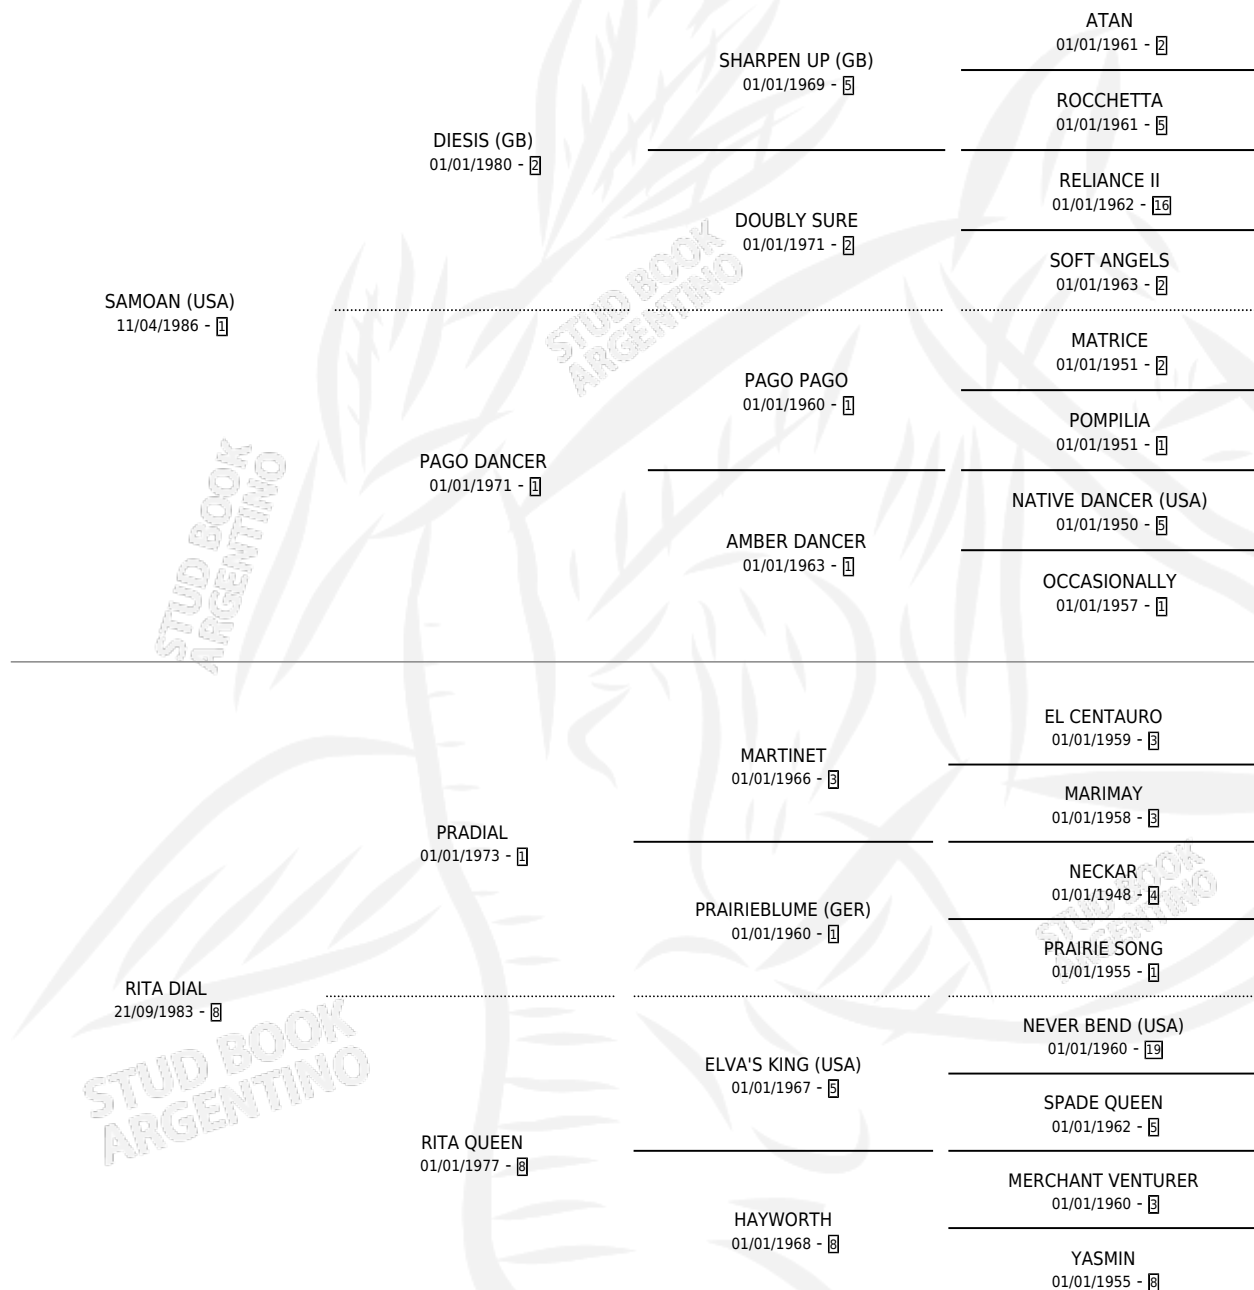 ATAN
01/01/1961 - 2
SHARPEN UP (GB)
01/01/1969 - 5
ROCCHETTA
01/01/1961 - 5
DIESIS (GB)
01/01/1980 - 2
RELIANCE II
01/01/1962 - 16
DOUBLY SURE
01/01/1971 - 2
SOFT ANGELS
01/01/1963 - 2
SAMOAN (USA)
11/04/1986 - 1
MATRICE
01/01/1951 - 2
PAGO PAGO
01/01/1960 - 1
POMPILIA
01/01/1951 - 1
PAGO DANCER
01/01/1971 - 1
NATIVE DANCER (USA)
01/01/1950 - 5
AMBER DANCER
01/01/1963 - 1
OCCASIONALLY
01/01/1957 - 1
STUD BOOK
ARGENTINO
STUD BOOK
ARGENTINO
EL CENTAURO
01/01/1959 - 3
MARTINET
01/01/1966 - 3
MARIMAY
01/01/1958 - 3
PRADIAL
01/01/1973 - 1
NECKAR
01/01/1948 - 4
PRAIRIEBLUME (GER)
01/01/1960 - 1
PRAIRIE SONG
01/01/1955 - 1
STUD BOOK
ARGENTINO
RITA DIAL
21/09/1983 - 8
NEVER BEND (USA)
01/01/1960 - 19
ELVA'S KING (USA)
01/01/1967 - 5
SPADE QUEEN
01/01/1962 - 5
RITA QUEEN
01/01/1977 - 8
MERCHANT VENTURER
01/01/1960 - 3
HAYWORTH
01/01/1968 - 8
YASMIN
01/01/1955 - 8
STUD BOOK
ARGENTINO